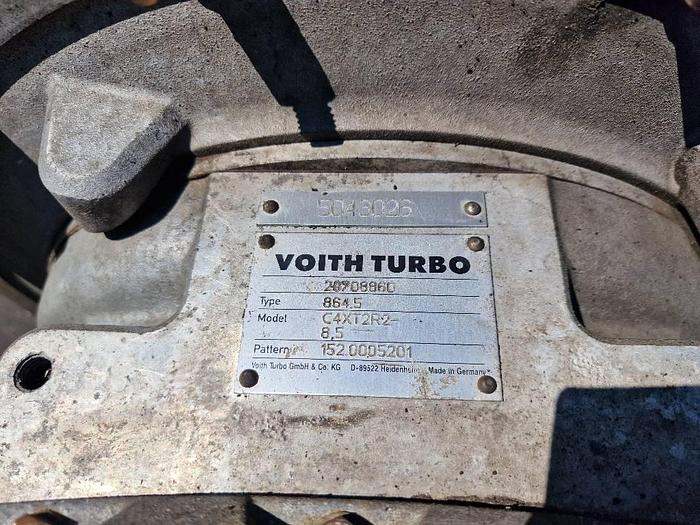 5043026
VOITH TURBO
20708860
Type 864.5
Model C4XT2R2-
8,5
Pattern 152.0005201
Voith Turbo GmbH & Co. KG D-89522 Heidenheim Made in Germany